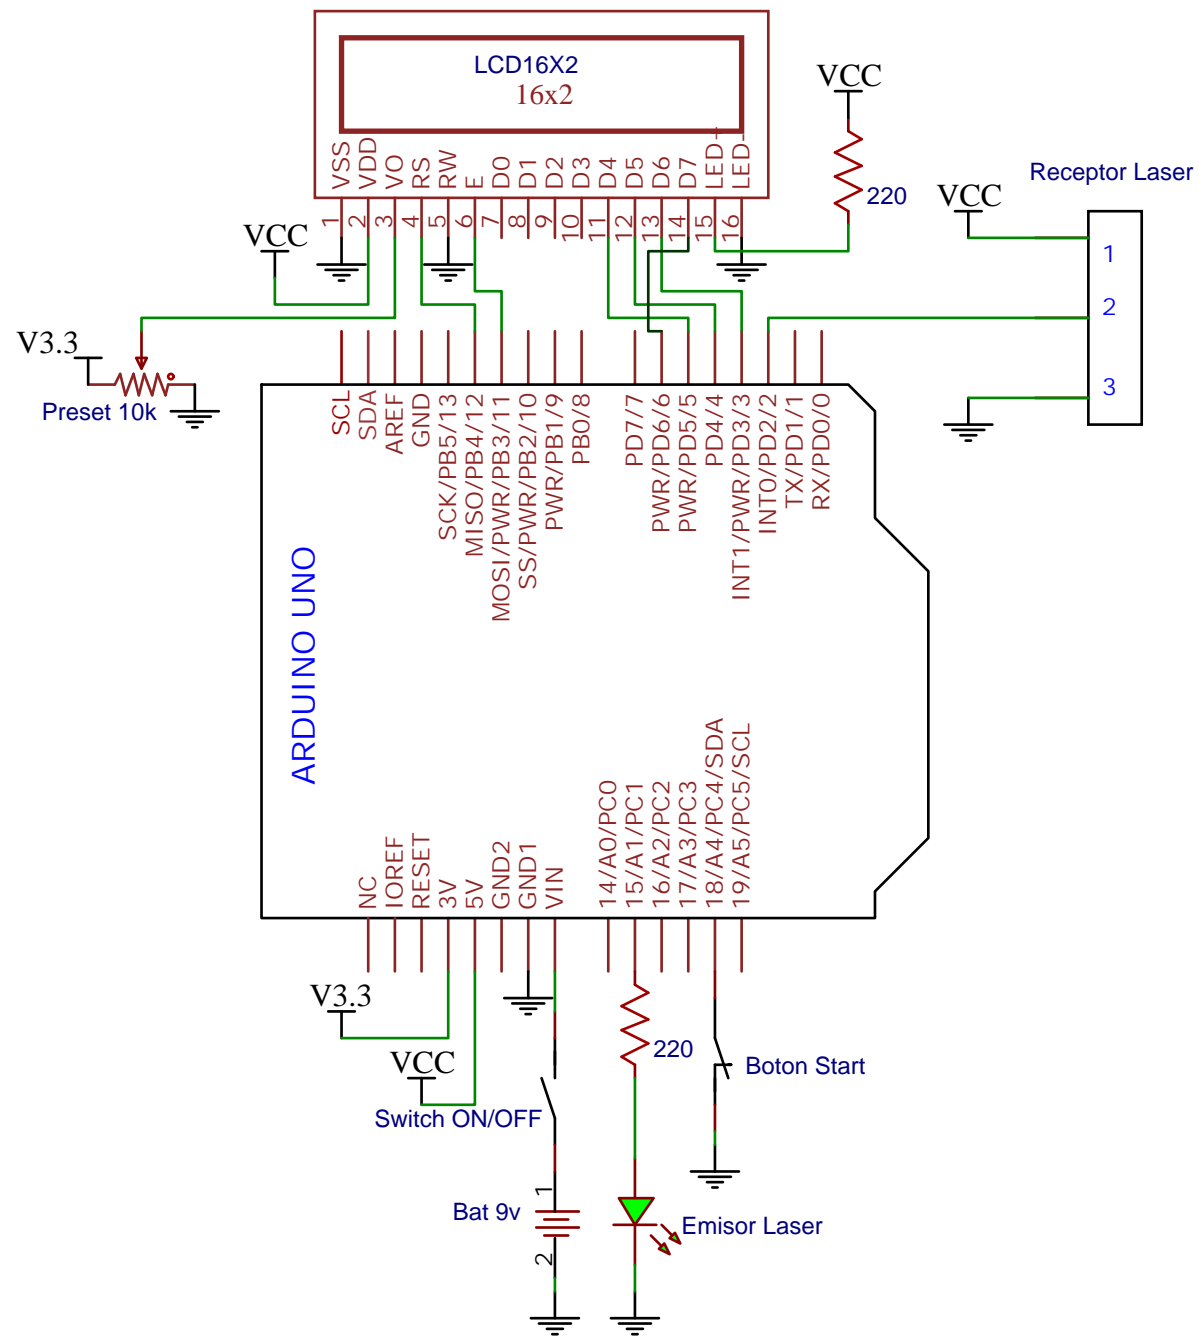 LCD16X2
16x2
VSS
VDD
VO
RS
RW
E
D0
D1
D2
D3
D4
D5
D6
D7
LED+
LED-
1
2
3
4
5
6
7
8
9
10
11
12
13
14
15
16
VCC
220
Receptor Laser
VCC
1
2
3
VCC
V3.3
Preset 10k
SCL
SDA
AREF
GND
SCK/PB5/13
MISO/PB4/12
MOSI/PWR/PB3/11
SS/PWR/PB2/10
PWR/PB1/9
PB0/8
PD7/7
PWR/PD6/6
PWR/PD5/5
PD4/4
INT1/PWR/PD3/3
INT0/PD2/2
TX/PD1/1
RX/PD0/0
ARDUINO UNO
NC
IOREF
RESET
3V
5V
GND2
GND1
VIN
14/A0/PC0
15/A1/PC1
16/A2/PC2
17/A3/PC3
18/A4/PC4/SDA
19/A5/PC5/SCL
V3.3
VCC
Switch ON/OFF
220
Boton Start
1
Bat 9v
2
Emisor Laser